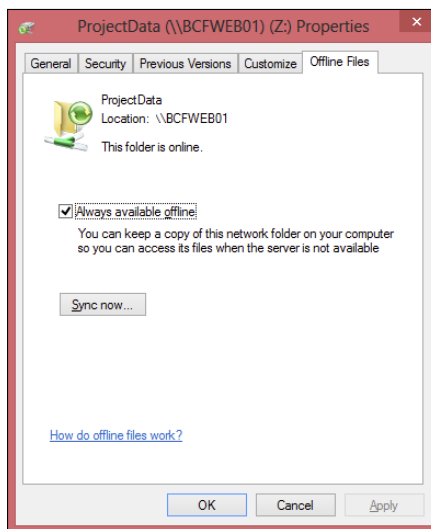 ProjectData (\\BCFWEB01) (Z:) Properties
General Security Previous Versions Customize Offline Files
ProjectData
Location: \\BCFWEB01
This folder is online.
Always available offline
You can keep a copy of this network folder on your computer
so you can access its files when the server is not available
Sync now...
How do offline files work?
OK Cancel Apply